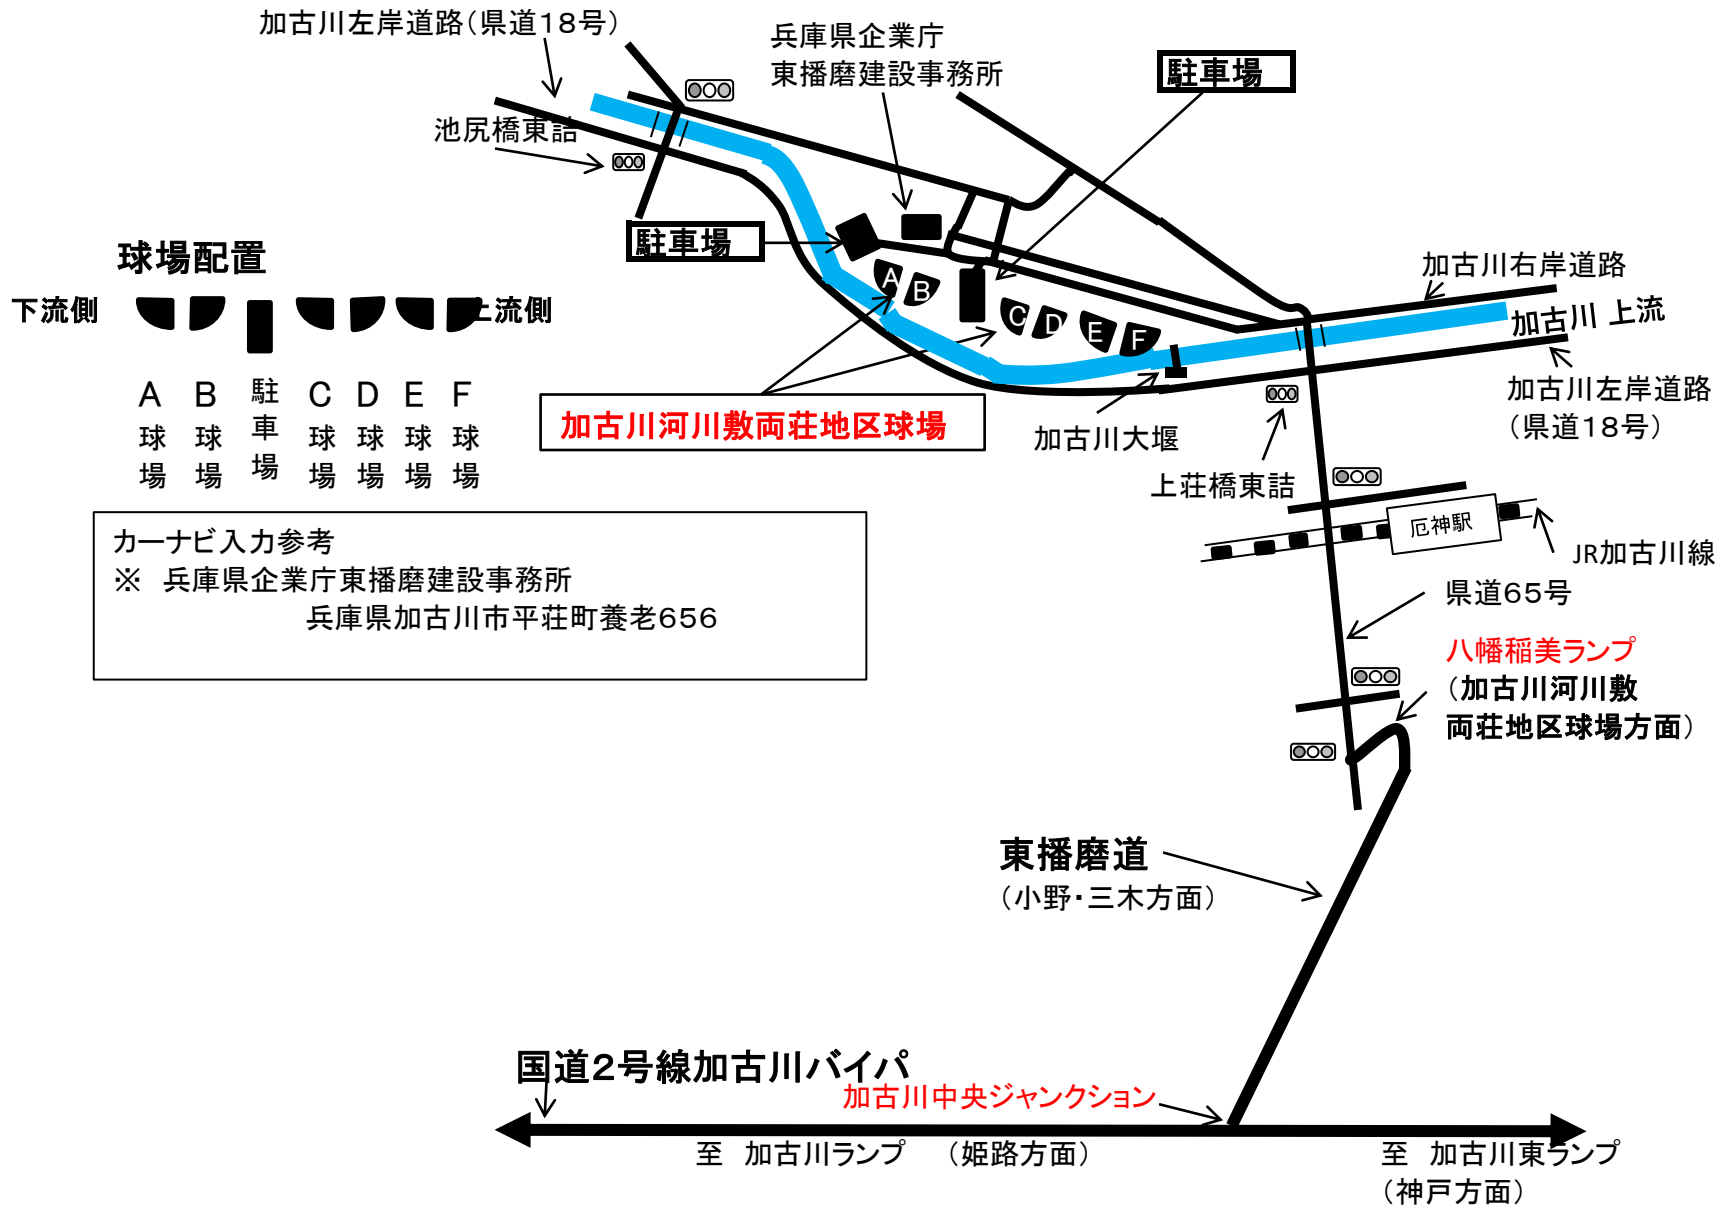 加古川左岸道路（県道１８号）
兵庫県企業庁
東播磨建設事務所
駐車場
池尻橋東詰
駐車場
球場配置
下流側
上流側
A
B
C
D
E
F
加古川右岸道路
加古川 上流
加古川左岸道路
（県道１８号）
A球場
B球場
駐車場
C球場
D球場
E球場
F球場
加古川河川敷両荘地区球場
加古川大堰
上荘橋東詰
厄神駅
JR加古川線
カーナビ入力参考
※　兵庫県企業庁東播磨建設事務所
兵庫県加古川市平荘町養老６５６
県道６５号
八幡稲美ランプ
（加古川河川敷
両荘地区球場方面）
東播磨道
（小野・三木方面）
国道２号線加古川バイパ
加古川中央ジャンクション
至　加古川ランプ　（姫路方面）
至　加古川東ランプ
（神戸方面）